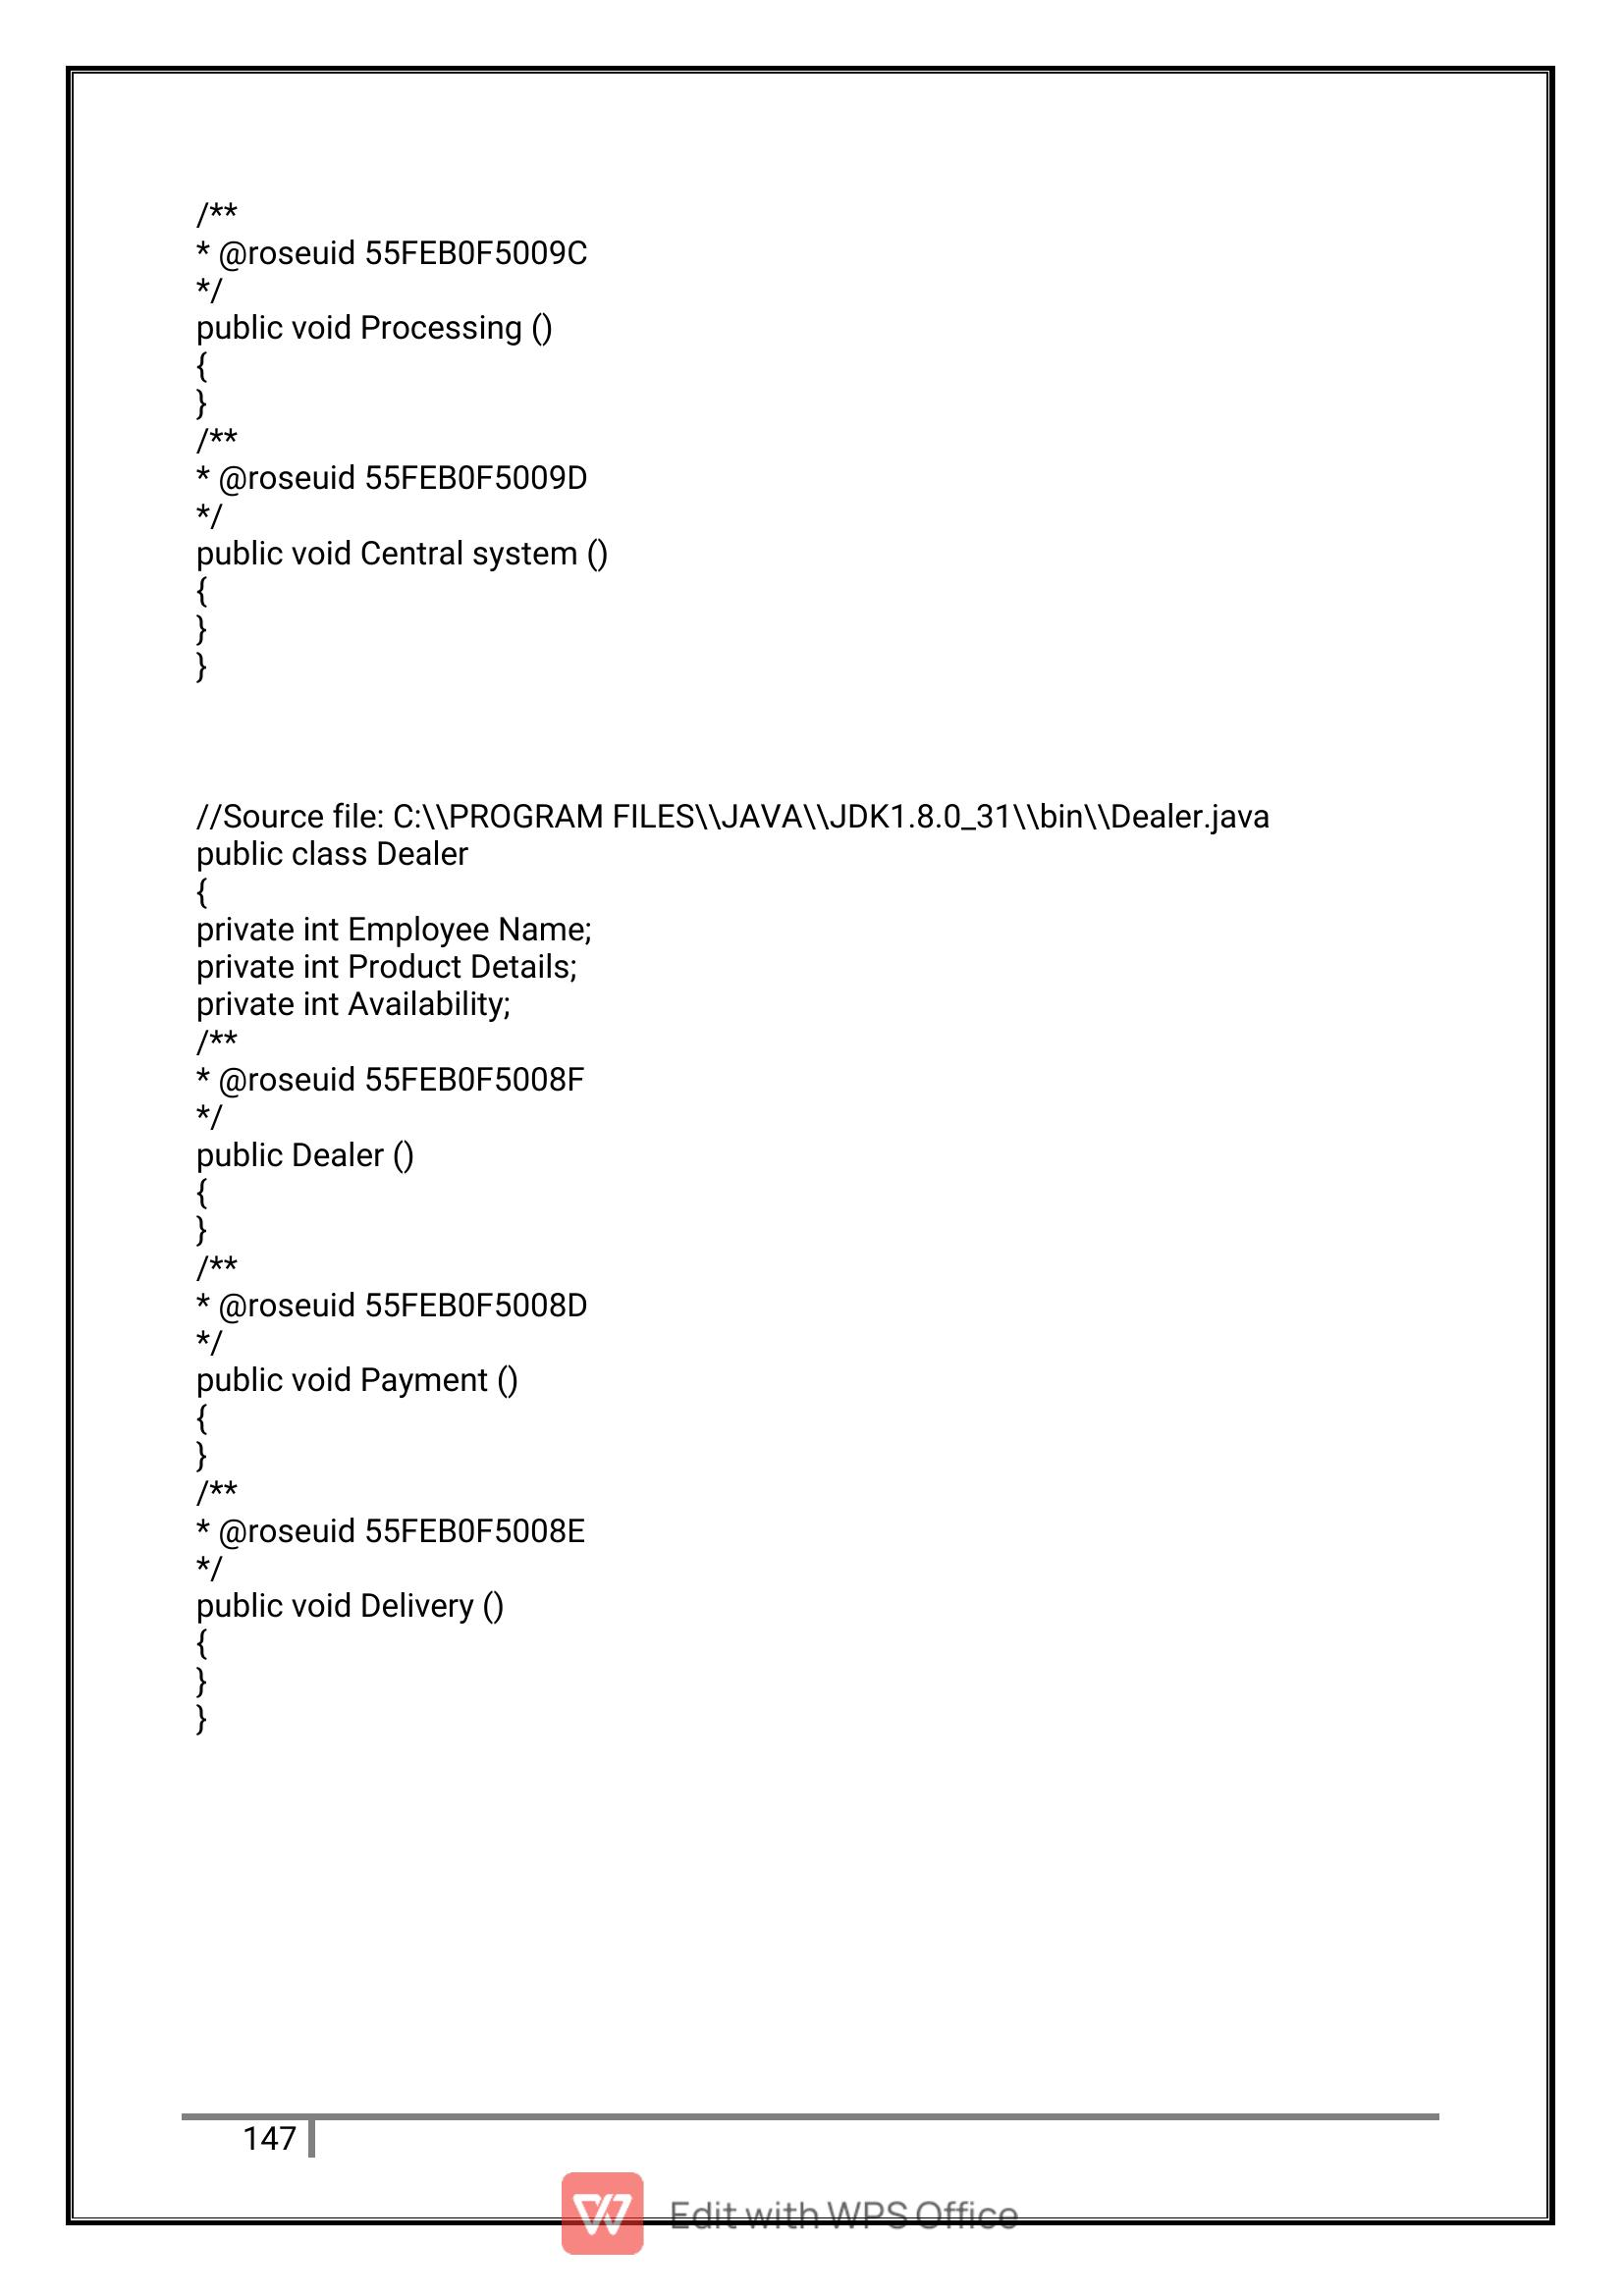 /**
* @roseuid 55FEB0F5009C
*/
public void Processing ()
{
}
/**
* @roseuid 55FEB0F5009D
*/
public void Central system ()
{
}
}
//Source file: C:\\PROGRAM FILES\\JAVA\\JDK1.8.0_31\\bin\\Dealer.java
public class Dealer
{
private int Employee Name;
private int Product Details;
private int Availability;
/**
* @roseuid 55FEB0F5008F
*/
public Dealer ()
{
}
/**
* @roseuid 55FEB0F5008D
*/
public void Payment ()
{
}
/**
* @roseuid 55FEB0F5008E
*/
public void Delivery ()
{
}
}
147
Edit with WPS Office